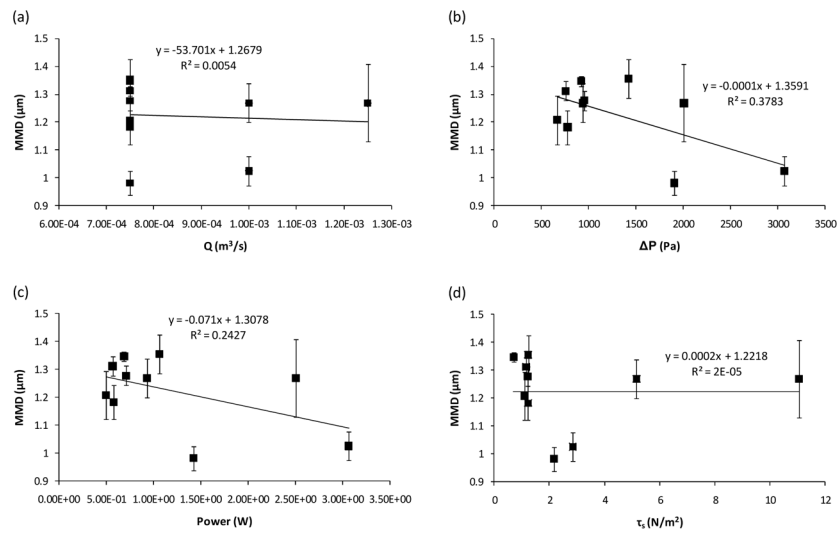 (a)
1.5
1.4
1.3
1.2
1.1
1
0.9
MMD (µm)
y = -53.701x + 1.2679
R² = 0.0054
6.00E-04 7.00E-04 8.00E-04 9.00E-04 1.00E-03 1.10E-03 1.20E-03 1.30E-03
Q (m³/s)
(b)
1.5
1.4
1.3
1.2
1.1
1
0.9
MMD (µm)
y = -0.0001x + 1.3591
R² = 0.3783
0 500 1000 1500 2000 2500 3000 3500
ΔP (Pa)
(c)
1.5
1.4
1.3
1.2
1.1
1
0.9
MMD (µm)
y = -0.071x + 1.3078
R² = 0.2427
0.00E+00 5.00E-01 1.00E+00 1.50E+00 2.00E+00 2.50E+00 3.00E+00 3.50E+00
Power (W)
(d)
1.5
1.4
1.3
1.2
1.1
1
0.9
MMD (µm)
y = 0.0002x + 1.2218
R² = 2E-05
0 2 4 6 8 10 12
τs (N/m²)